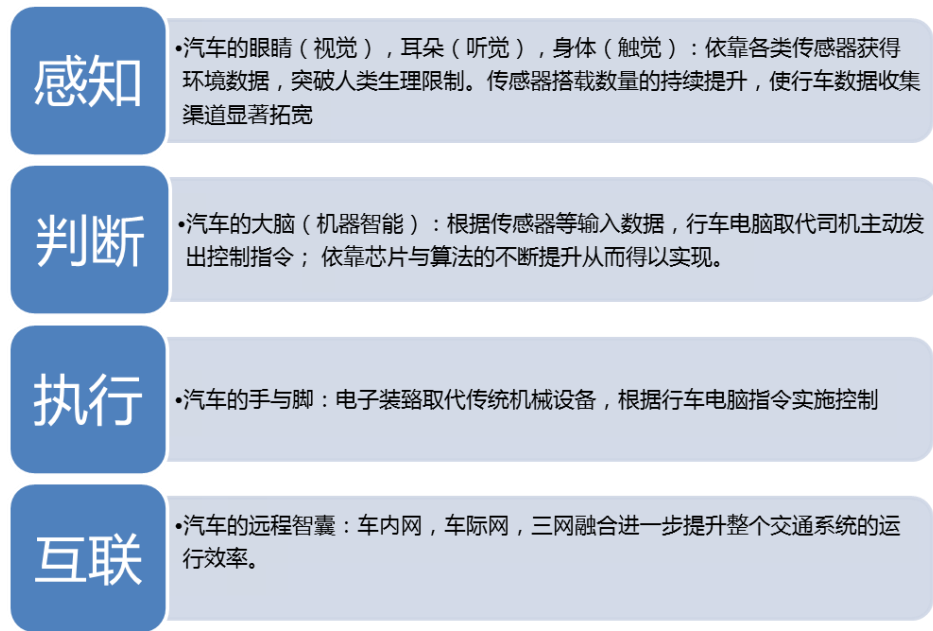 感知
•汽车的眼睛（视觉），耳朵（听觉），身体（触觉）：依靠各类传感器获得
环境数据，突破人类生理限制。传感器搭载数量的持续提升，使行车数据收集
渠道显著拓宽
判断
•汽车的大脑（机器智能）：根据传感器等输入数据，行车电脑取代司机主动发
出控制指令； 依靠芯片与算法的不断提升从而得以实现。
执行
•汽车的手与脚：电子装臵取代传统机械设备，根据行车电脑指令实施控制
互联
•汽车的远程智囊：车内网，车际网，三网融合进一步提升整个交通系统的运
行效率。